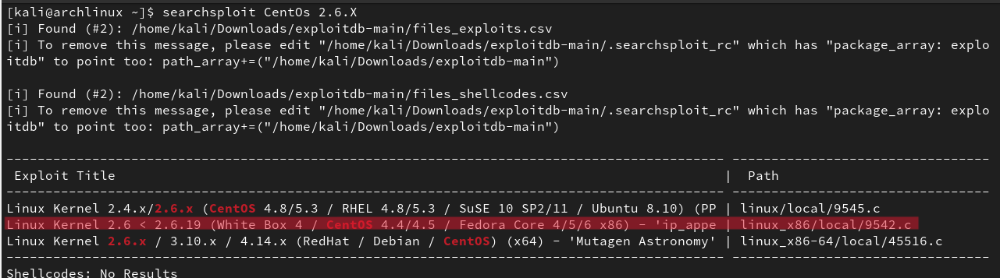 [kali@archlinux ~]$ searchsploit CentOs 2.6.X
[i] Found (#2): /home/kali/Downloads/exploitdb-main/files_exploits.csv
[i] To remove this message, please edit "/home/kali/Downloads/exploitdb-main/.searchsploit_rc" which has "package_array: explo
itdb" to point too: path_array+=("/home/kali/Downloads/exploitdb-main")
[i] Found (#2): /home/kali/Downloads/exploitdb-main/files_shellcodes.csv
[i] To remove this message, please edit "/home/kali/Downloads/exploitdb-main/.searchsploit_rc" which has "package_array: explo
itdb" to point too: path_array+=("/home/kali/Downloads/exploitdb-main")
Exploit Title | Path
Linux Kernel 2.4.x/2.6.x (CentOS 4.8/5.3 / RHEL 4.8/5.3 / SuSE 10 SP2/11 / Ubuntu 8.10) (PP | linux/local/9545.c
Linux Kernel 2.6 < 2.6.19 (White Box 4 / CentOS 4.4/4.5 / Fedora Core 4/5/6 x86) - 'ip_appe | linux_x86/local/9542.c
Linux Kernel 2.6.x / 3.10.x / 4.14.x (RedHat / Debian / CentOS) (x64) - 'Mutagen Astronomy' | linux_x86-64/local/45516.c
Shellcodes: No Results